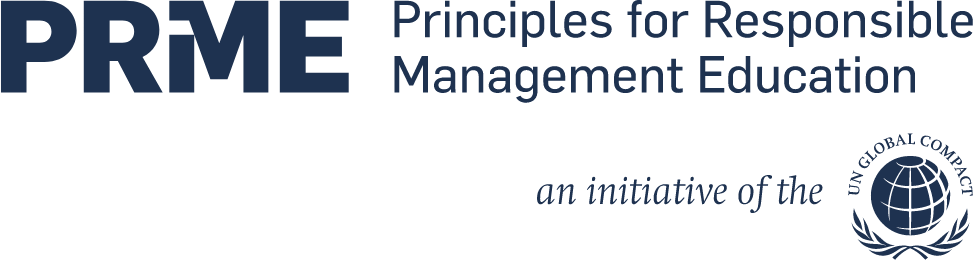 PRME
Principles for Responsible
Management Education
an initiative of the
UN GLOBAL COMPACT